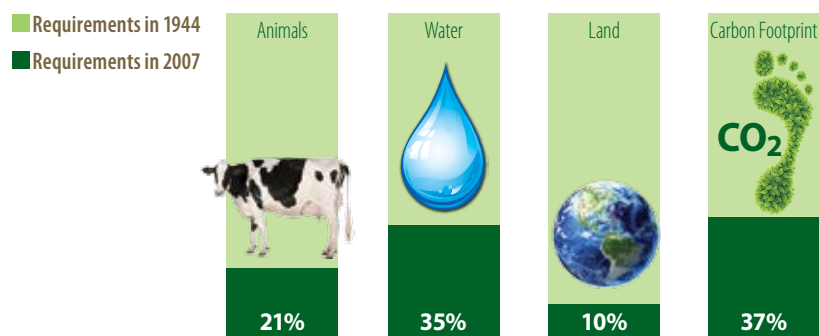 Requirements in 1944
Requirements in 2007
Animals
Water
Land
Carbon Footprint
CO₂
21%
35%
10%
37%